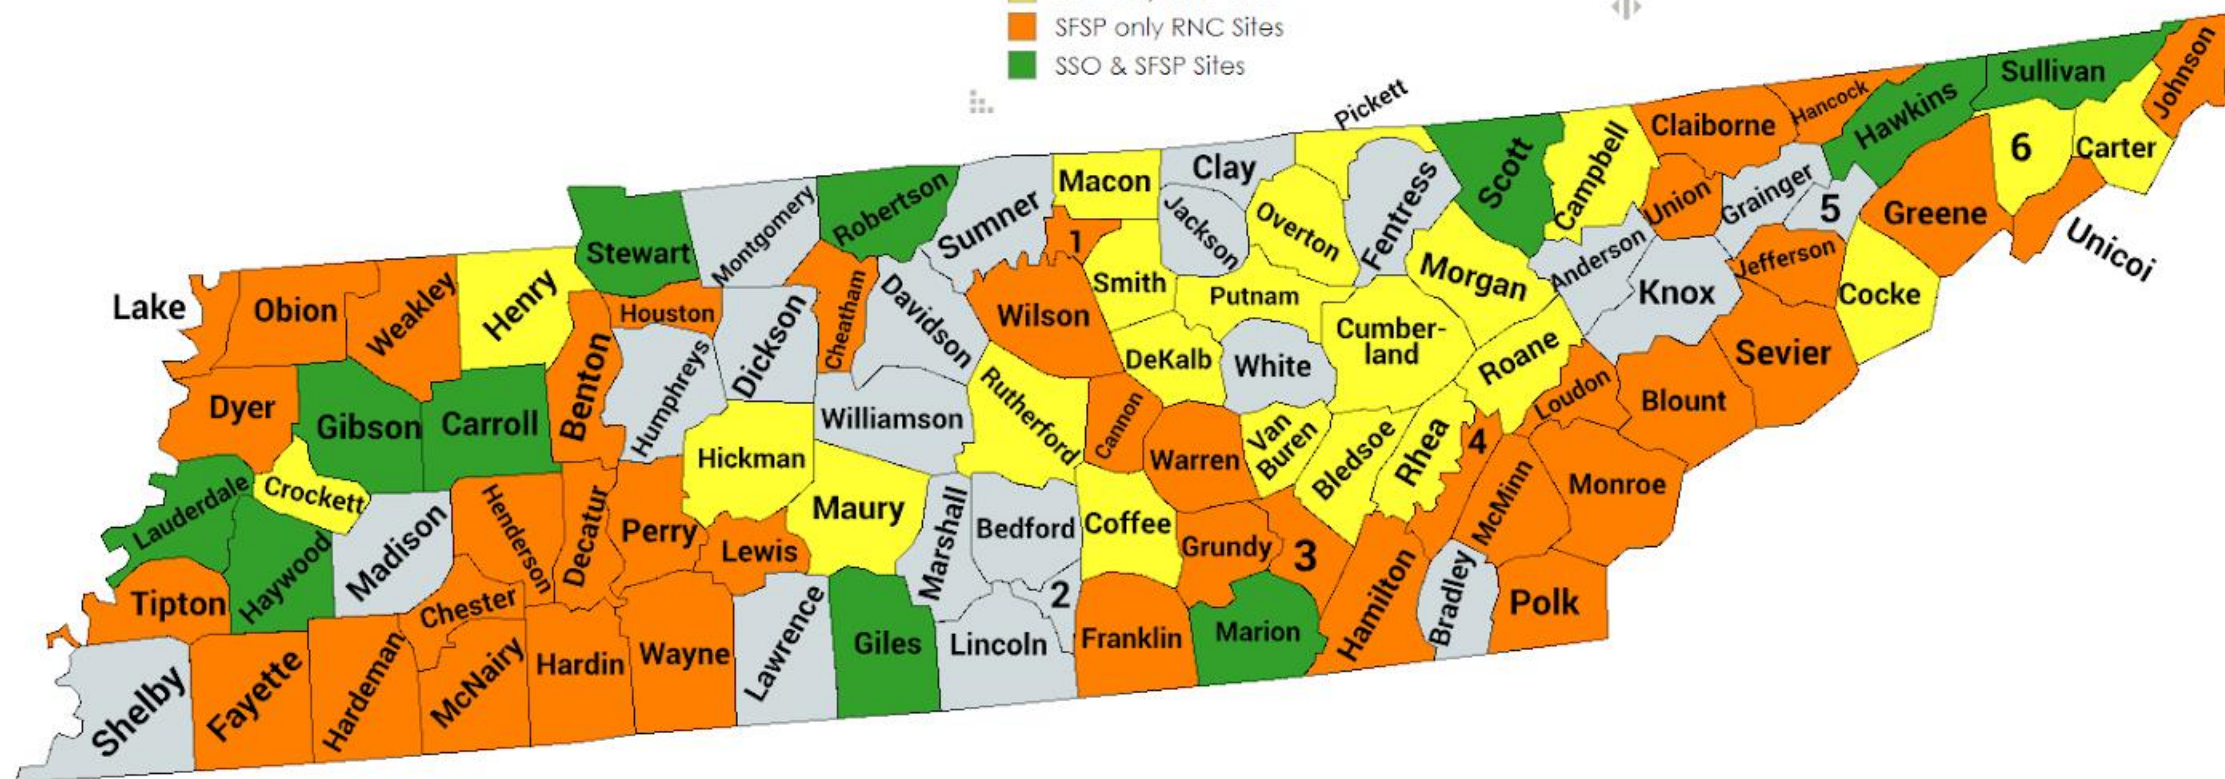 SFSP only RNC Sites
SSO & SFSP Sites
Pickett
Johnson
Sullivan
Hancock
Hawkins
Claiborne
Campbell
Scott
6
Carter
Macon
Clay
Fentress
Overton
Jackson
Union
Grainger
5
Greene
Unicoi
Robertson
Sumner
1
Stewart
Montgomery
Smith
Putnam
Morgan
Anderson
Knox
Jefferson
Cocke
Lake
Obion
Weakley
Henry
Houston
Benton
Humphreys
Dickson
Cheatham
Davidson
Wilson
DeKalb
White
Cumber-
land
Roane
Loudon
Blount
Sevier
Dyer
Gibson
Carroll
Hickman
Williamson
Rutherford
Cannon
Warren
Van
Buren
Bledsoe
Rhea
4
McMinn
Monroe
Lauderdale
Crockett
Haywood
Madison
Henderson
Decatur
Perry
Lewis
Maury
Marshall
Bedford
Coffee
Grundy
3
Hamilton
Bradley
Polk
Tipton
Chester
2
Shelby
Fayette
Hardeman
McNairy
Hardin
Wayne
Lawrence
Giles
Lincoln
Franklin
Marion